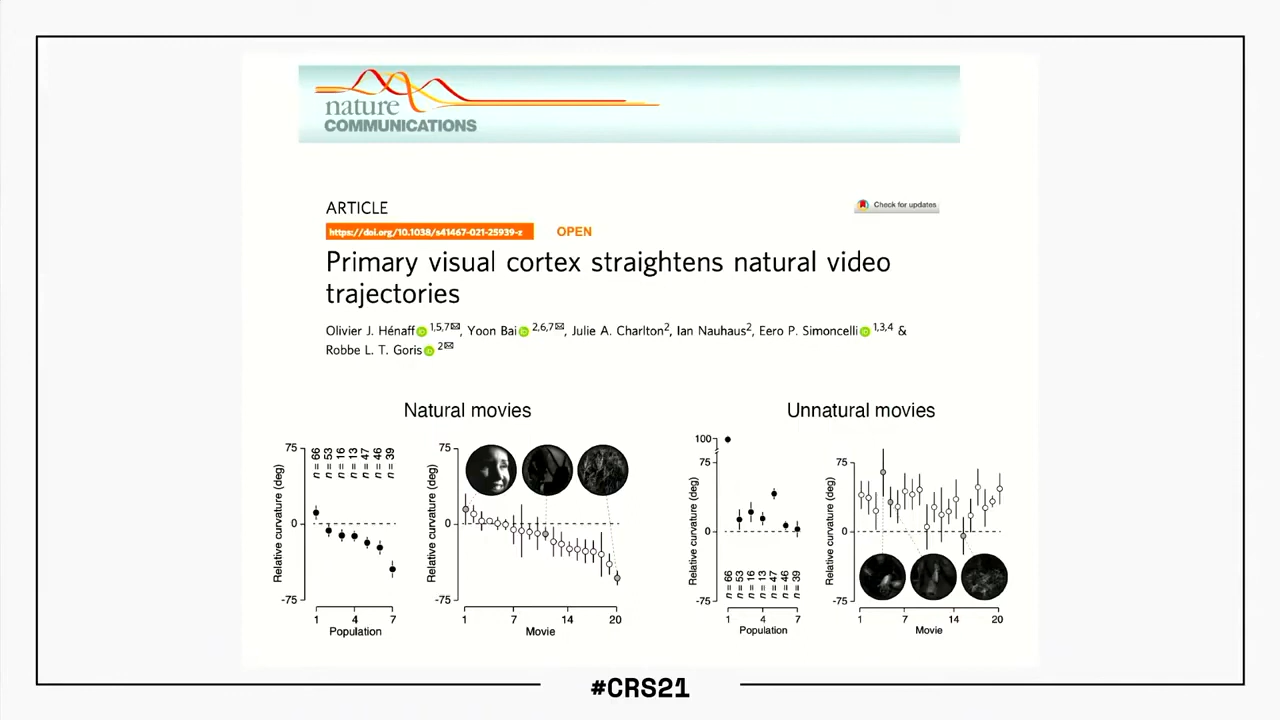 nature
COMMUNICATIONS
ARTICLE
Check for updates
https://doi.org/10.1038/s41467-021-25939-z
OPEN
Primary visual cortex straightens natural video
trajectories
Olivier J. Hénaff 1,5,7✉, Yoon Bai 2,6,7✉, Julie A. Charlton2, Ian Nauhaus2, Eero P. Simoncelli 1,3,4 &
Robbe L. T. Goris 2✉
Natural movies
Relative curvature (deg)
75
0
-75
n = 66
n = 53
n = 16
n = 13
n = 47
n = 46
n = 39
1 4 7
Population
Relative curvature (deg)
75
0
-75
1 7 14 20
Movie
Unnatural movies
Relative curvature (deg)
100
75
0
-75
n = 66
n = 53
n = 16
n = 13
n = 47
n = 46
n = 39
1 4 7
Population
Relative curvature (deg)
75
0
-75
1 7 14 20
Movie
#CRS21